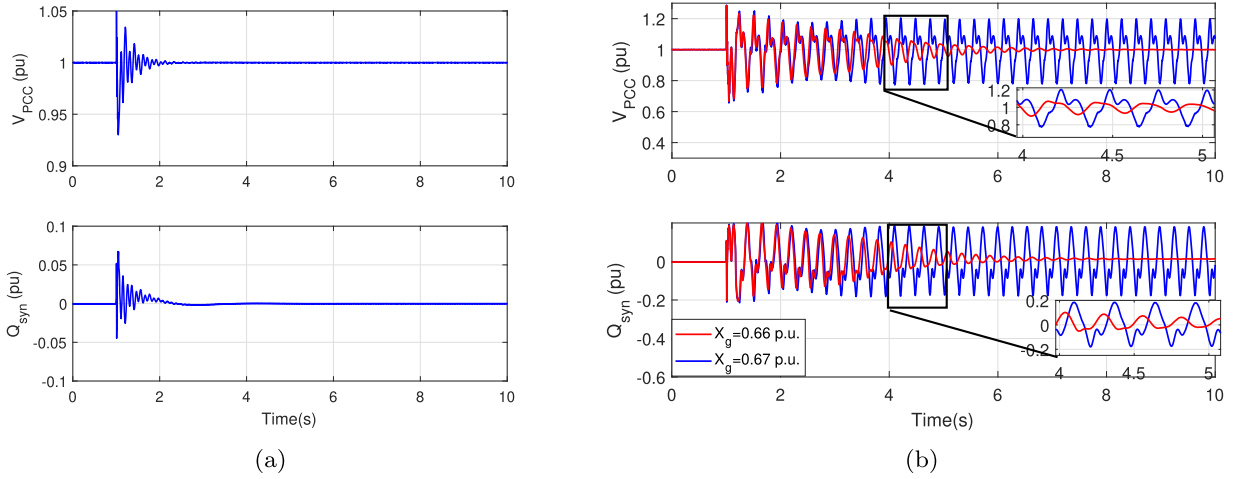 1.05
1
0.95
0.9
V_PCC (pu)
0 2 4 6 8 10
0.1
0.05
0
-0.05
-0.1
Q_syn (pu)
0 2 4 6 8 10
Time(s)
(a)
1.2
1
0.8
0.6
0.4
V_PCC (pu)
1.2
1
0.8
4 4.5 5
0 2 4 6 8 10
0
-0.2
-0.4
-0.6
Q_syn (pu)
0.2
0
-0.2
4 4.5 5
X_g=0.66 p.u.
X_g=0.67 p.u.
0 2 4 6 8 10
Time(s)
(b)